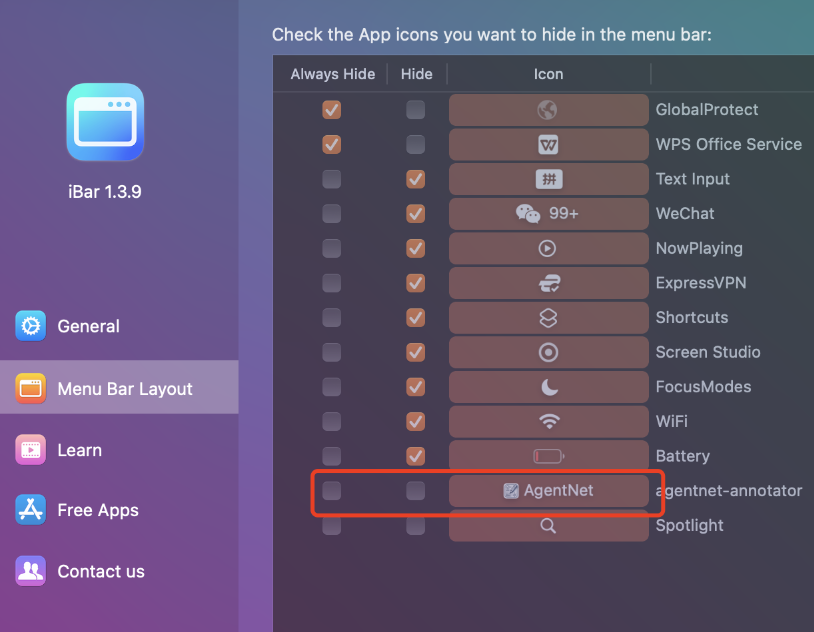 Check the App icons you want to hide in the menu bar:
Always Hide Hide Icon
GlobalProtect
WPS Office Service
Text Input
iBar 1.3.9
99+ WeChat
NowPlaying
ExpressVPN
Shortcuts
General
Screen Studio
Menu Bar Layout
FocusModes
WiFi
Learn
Battery
AgentNet agentnet-annotator
Free Apps
Spotlight
Contact us